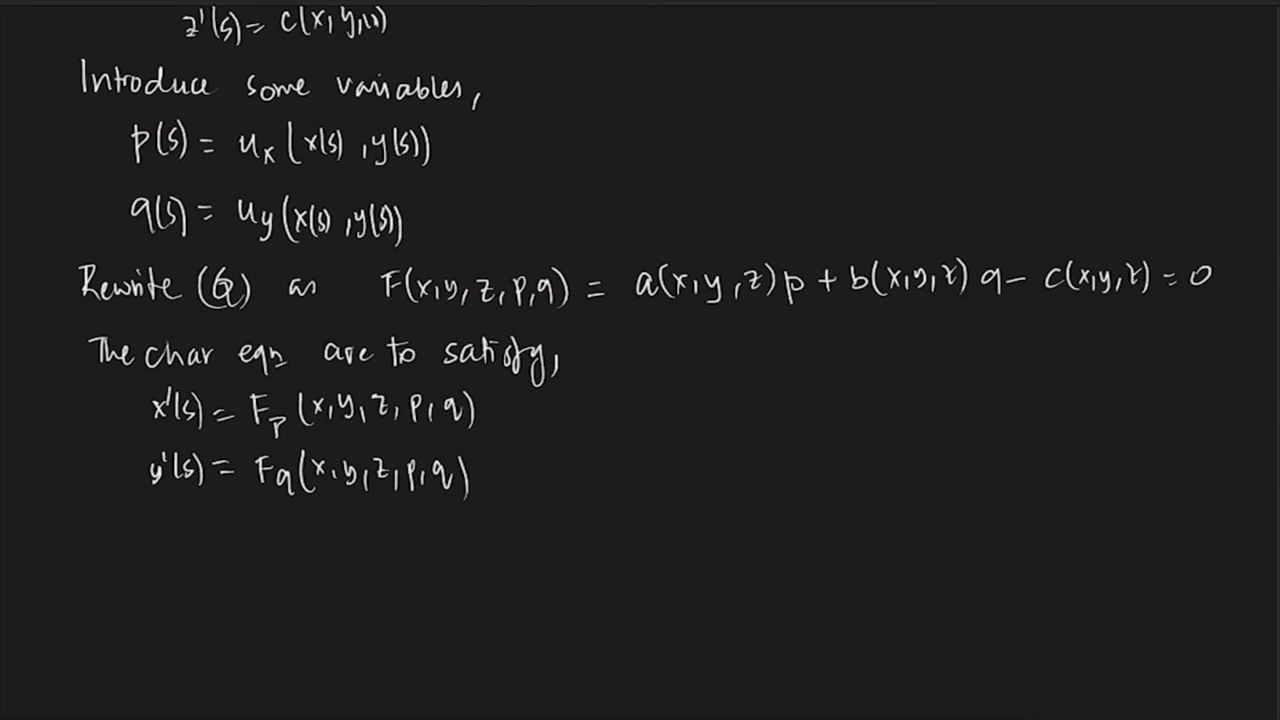 z'(s) = c(x, y, u)
Introduce some variables,
p(s) = u_x (x(s), y(s))
q(s) = u_y (x(s), y(s))
Rewrite (Q) as F(x, y, z, p, q) = a(x, y, z) p + b(x, y, z) q - c(x, y, z) = 0
The char eqn are to satisfy,
x'(s) = F_p (x, y, z, p, q)
y'(s) = F_q (x, y, z, p, q)